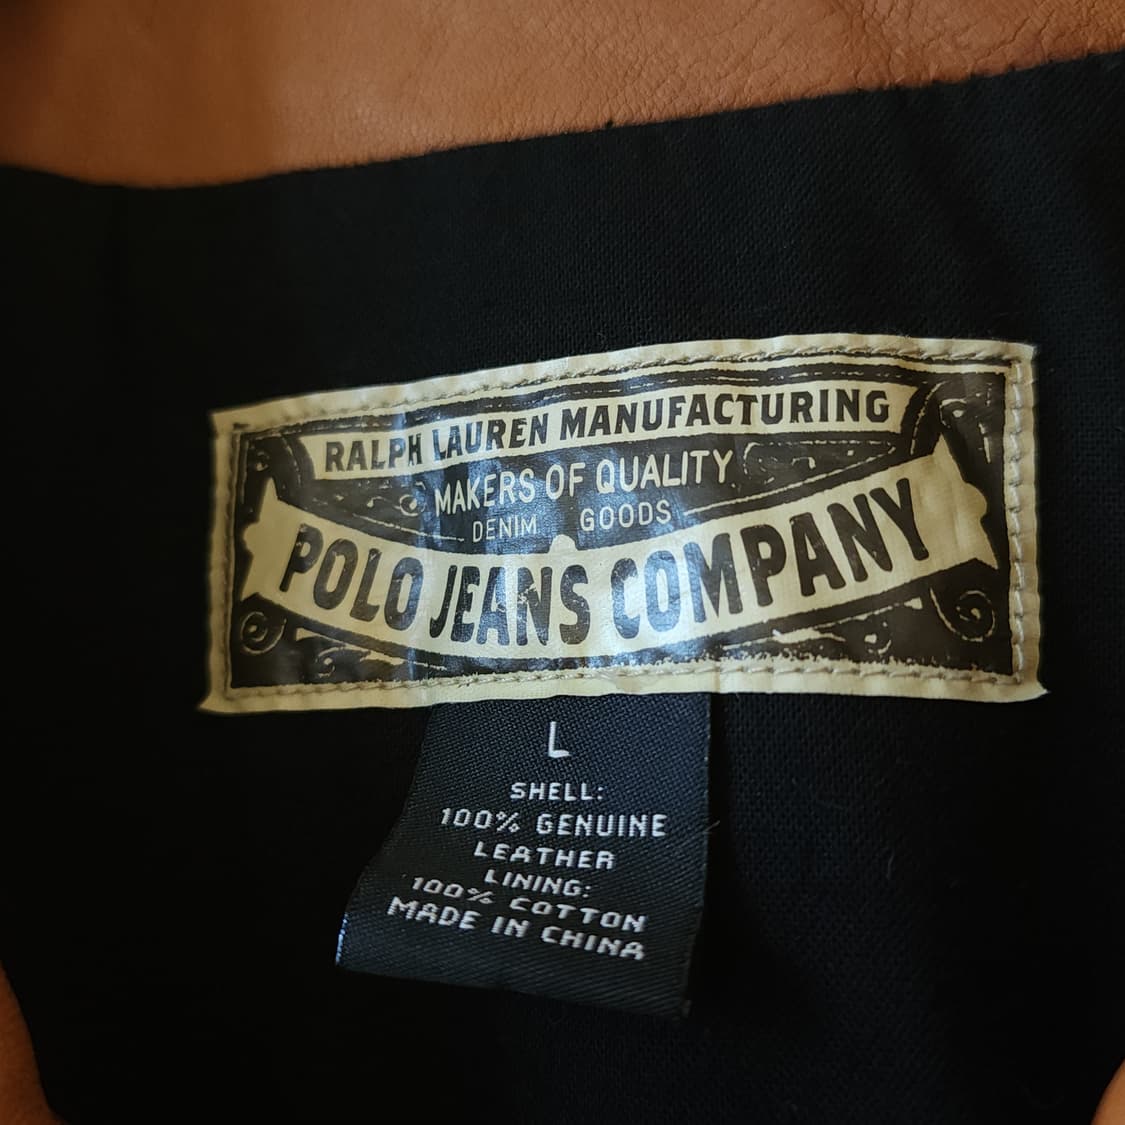 RALPH LAUREN MANUFACTURING
MAKERS OF QUALITY
DENIM GOODS
POLO JEANS COMPANY
L
SHELL:
100% GENUINE
LEATHER
LINING:
100% COTTON
MADE IN CHINA